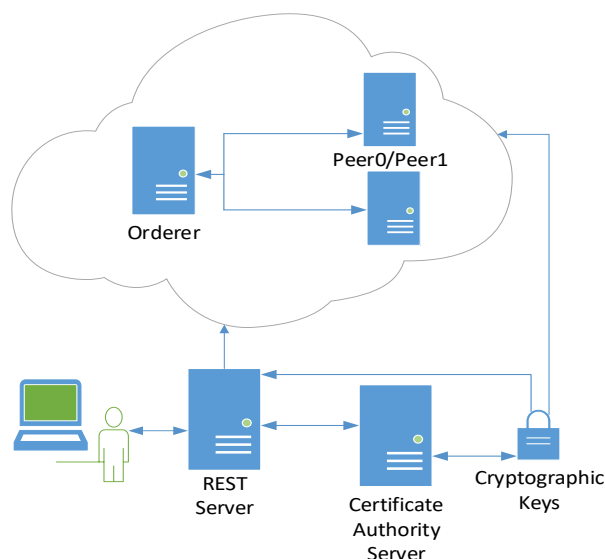 Peer0/Peer1
Orderer
REST
Server
Certificate
Authority
Server
Cryptographic
Keys